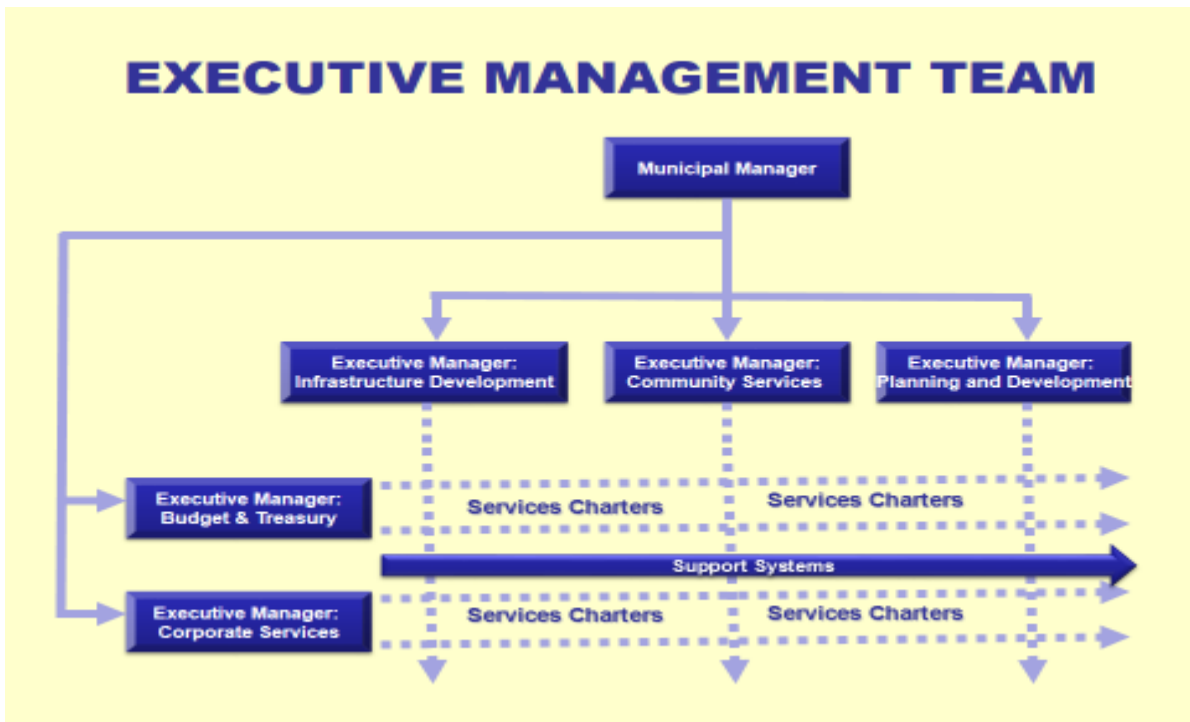 EXECUTIVE MANAGEMENT TEAM
Municipal Manager
Executive Manager:
Infrastructure Development
Executive Manager:
Community Services
Executive Manager:
Planning and Development
Executive Manager:
Budget & Treasury
Services Charters
Services Charters
Support Systems
Executive Manager:
Corporate Services
Services Charters
Services Charters